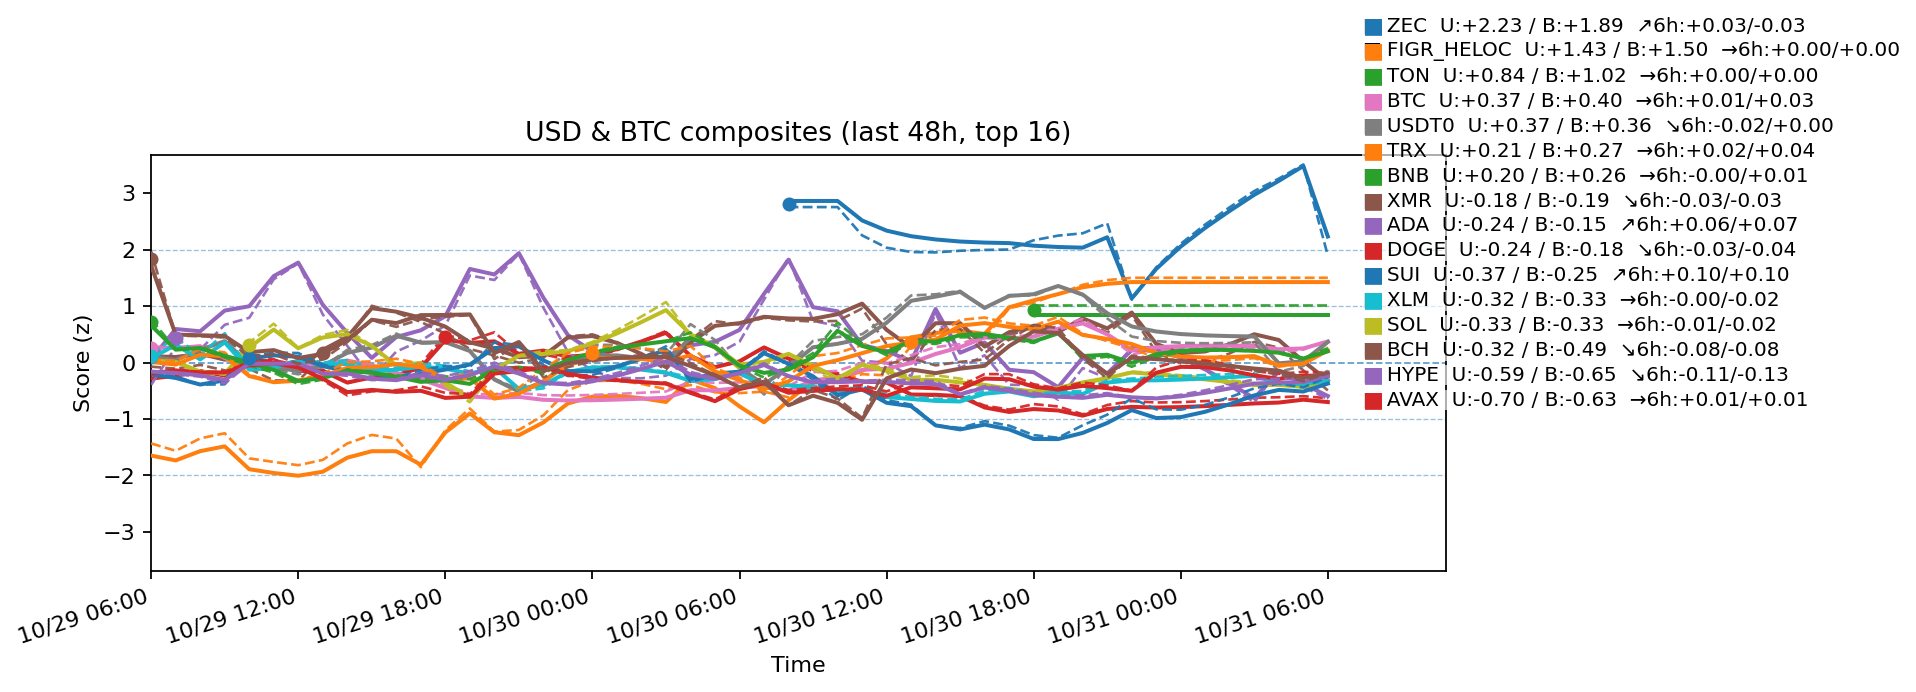 ZEC  U:+2.23 / B:+1.89  ↗6h:+0.03/-0.03
FIGR_HELOC  U:+1.43 / B:+1.50  →6h:+0.00/+0.00
TON  U:+0.84 / B:+1.02  →6h:+0.00/+0.00
BTC  U:+0.37 / B:+0.40  →6h:+0.01/+0.03
USDT0  U:+0.37 / B:+0.36  ↘6h:-0.02/+0.00
TRX  U:+0.21 / B:+0.27  →6h:+0.02/+0.04
BNB  U:+0.20 / B:+0.26  →6h:-0.00/+0.01
XMR  U:-0.18 / B:-0.19  ↘6h:-0.03/-0.03
ADA  U:-0.24 / B:-0.15  ↗6h:+0.06/+0.07
DOGE  U:-0.24 / B:-0.18  ↘6h:-0.03/-0.04
SUI  U:-0.37 / B:-0.25  ↗6h:+0.10/+0.10
XLM  U:-0.32 / B:-0.33  →6h:-0.00/-0.02
SOL  U:-0.33 / B:-0.33  →6h:-0.01/-0.02
BCH  U:-0.32 / B:-0.49  ↘6h:-0.08/-0.08
HYPE  U:-0.59 / B:-0.65  ↘6h:-0.11/-0.13
AVAX  U:-0.70 / B:-0.63  →6h:+0.01/+0.01
USD & BTC composites (last 48h, top 16)
Score (z)
3
2
1
0
−1
−2
−3
10/29 06:00
10/29 12:00
10/29 18:00
10/30 00:00
10/30 06:00
10/30 12:00
10/30 18:00
10/31 00:00
10/31 06:00
Time